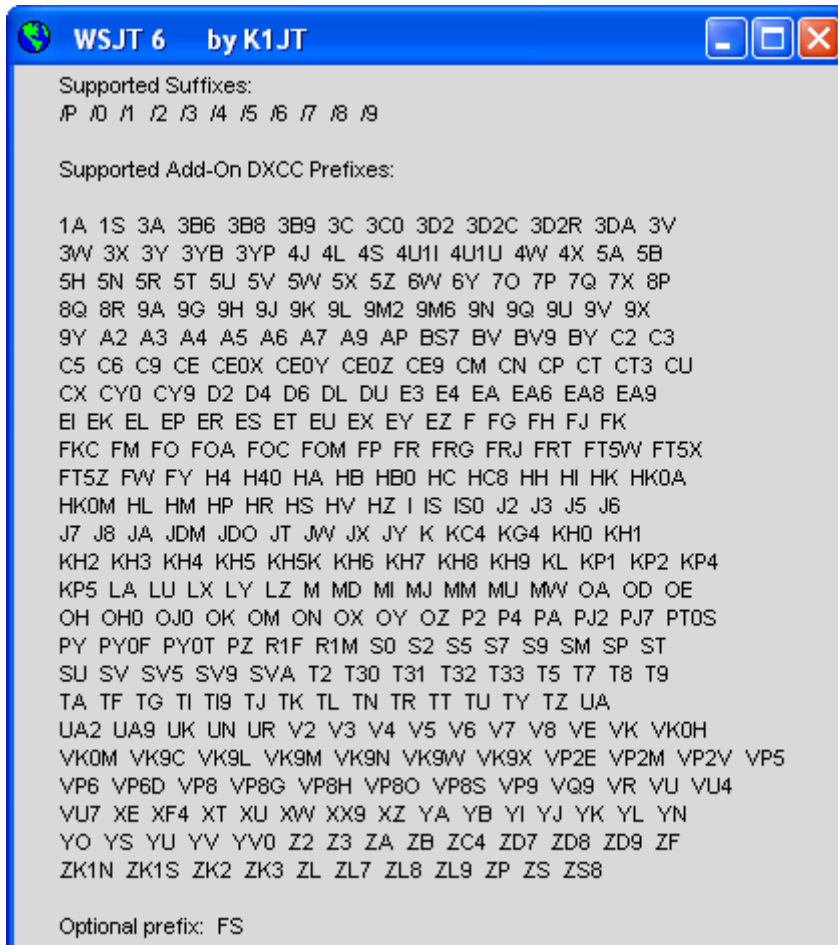 WSJT 6 by K1JT
Supported Suffixes:
/P /0 /1 /2 /3 /4 /5 /6 /7 /8 /9
Supported Add-On DXCC Prefixes:
1A 1S 3A 3B6 3B8 3B9 3C 3C0 3D2 3D2C 3D2R 3DA 3V
3W 3X 3Y 3YB 3YP 4J 4L 4S 4U1I 4U1U 4W 4X 5A 5B
5H 5N 5R 5T 5U 5V 5W 5X 5Z 6W 6Y 7O 7P 7Q 7X 8P
8Q 8R 9A 9G 9H 9J 9K 9L 9M2 9M6 9N 9Q 9U 9V 9X
9Y A2 A3 A4 A5 A6 A7 A9 AP BS7 BV BV9 BY C2 C3
C5 C6 C9 CE CE0X CE0Y CE0Z CE9 CM CN CP CT CT3 CU
CX CY0 CY9 D2 D4 D6 DL DU E3 E4 EA EA6 EA8 EA9
EI EK EL EP ER ES ET EU EX EY EZ F FG FH FJ FK
FKC FM FO FOA FOC FOM FP FR FRG FRJ FRT FT5W FT5X
FT5Z FW FY H4 H40 HA HB HB0 HC HC8 HH HI HK HK0A
HK0M HL HM HP HR HS HV HZ I IS IS0 J2 J3 J5 J6
J7 J8 JA JDM JDO JT JW JX JY K KC4 KG4 KH0 KH1
KH2 KH3 KH4 KH5 KH5K KH6 KH7 KH8 KH9 KL KP1 KP2 KP4
KP5 LA LU LX LY LZ M MD MI MJ MM MU MW OA OD OE
OH OH0 OJ0 OK OM ON OX OY OZ P2 P4 PA PJ2 PJ7 PT0S
PY PY0F PY0T PZ R1F R1M S0 S2 S5 S7 S9 SM SP ST
SU SV SV5 SV9 SVA T2 T30 T31 T32 T33 T5 T7 T8 T9
TA TF TG TI TI9 TJ TK TL TN TR TT TU TY TZ UA
UA2 UA9 UK UN UR V2 V3 V4 V5 V6 V7 V8 VE VK VK0H
VK0M VK9C VK9L VK9M VK9N VK9W VK9X VP2E VP2M VP2V VP5
VP6 VP6D VP8 VP8G VP8H VP8O VP8S VP9 VQ9 VR VU VU4
VU7 XE XF4 XT XU XW XX9 XZ YA YB YI YJ YK YL YN
YO YS YU YV YV0 Z2 Z3 ZA ZB ZC4 ZD7 ZD8 ZD9 ZF
ZK1N ZK1S ZK2 ZK3 ZL ZL7 ZL8 ZL9 ZP ZS ZS8
Optional prefix: FS